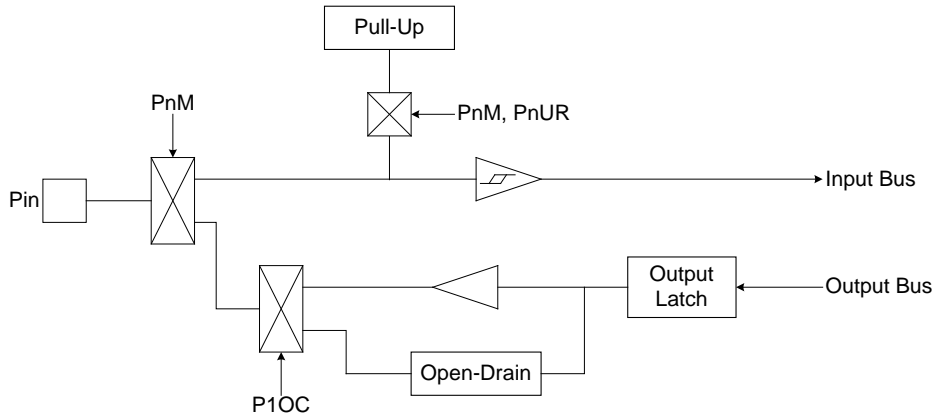 Pull-Up
PnM
PnM, PnUR
Pin
Input Bus
Output
Latch
Output Bus
Open-Drain
P1OC